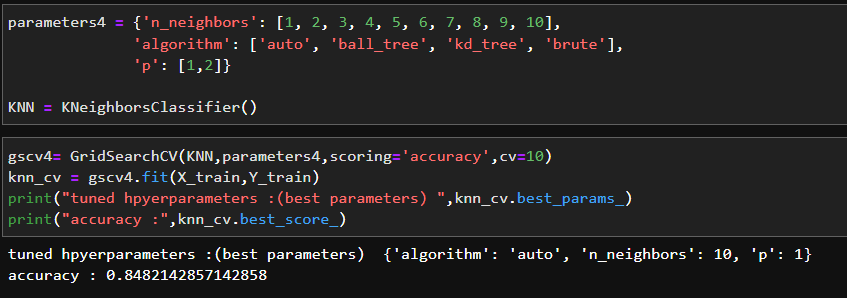 parameters4 = {'n_neighbors': [1, 2, 3, 4, 5, 6, 7, 8, 9, 10],
'algorithm': ['auto', 'ball_tree', 'kd_tree', 'brute'],
'p': [1,2]}
KNN = KNeighborsClassifier()
gscv4= GridSearchCV(KNN,parameters4,scoring='accuracy',cv=10)
knn_cv = gscv4.fit(X_train,Y_train)
print("tuned hpyerparameters :(best parameters) ",knn_cv.best_params_)
print("accuracy :",knn_cv.best_score_)
tuned hpyerparameters :(best parameters)  {'algorithm': 'auto', 'n_neighbors': 10, 'p': 1}
accuracy : 0.8482142857142858